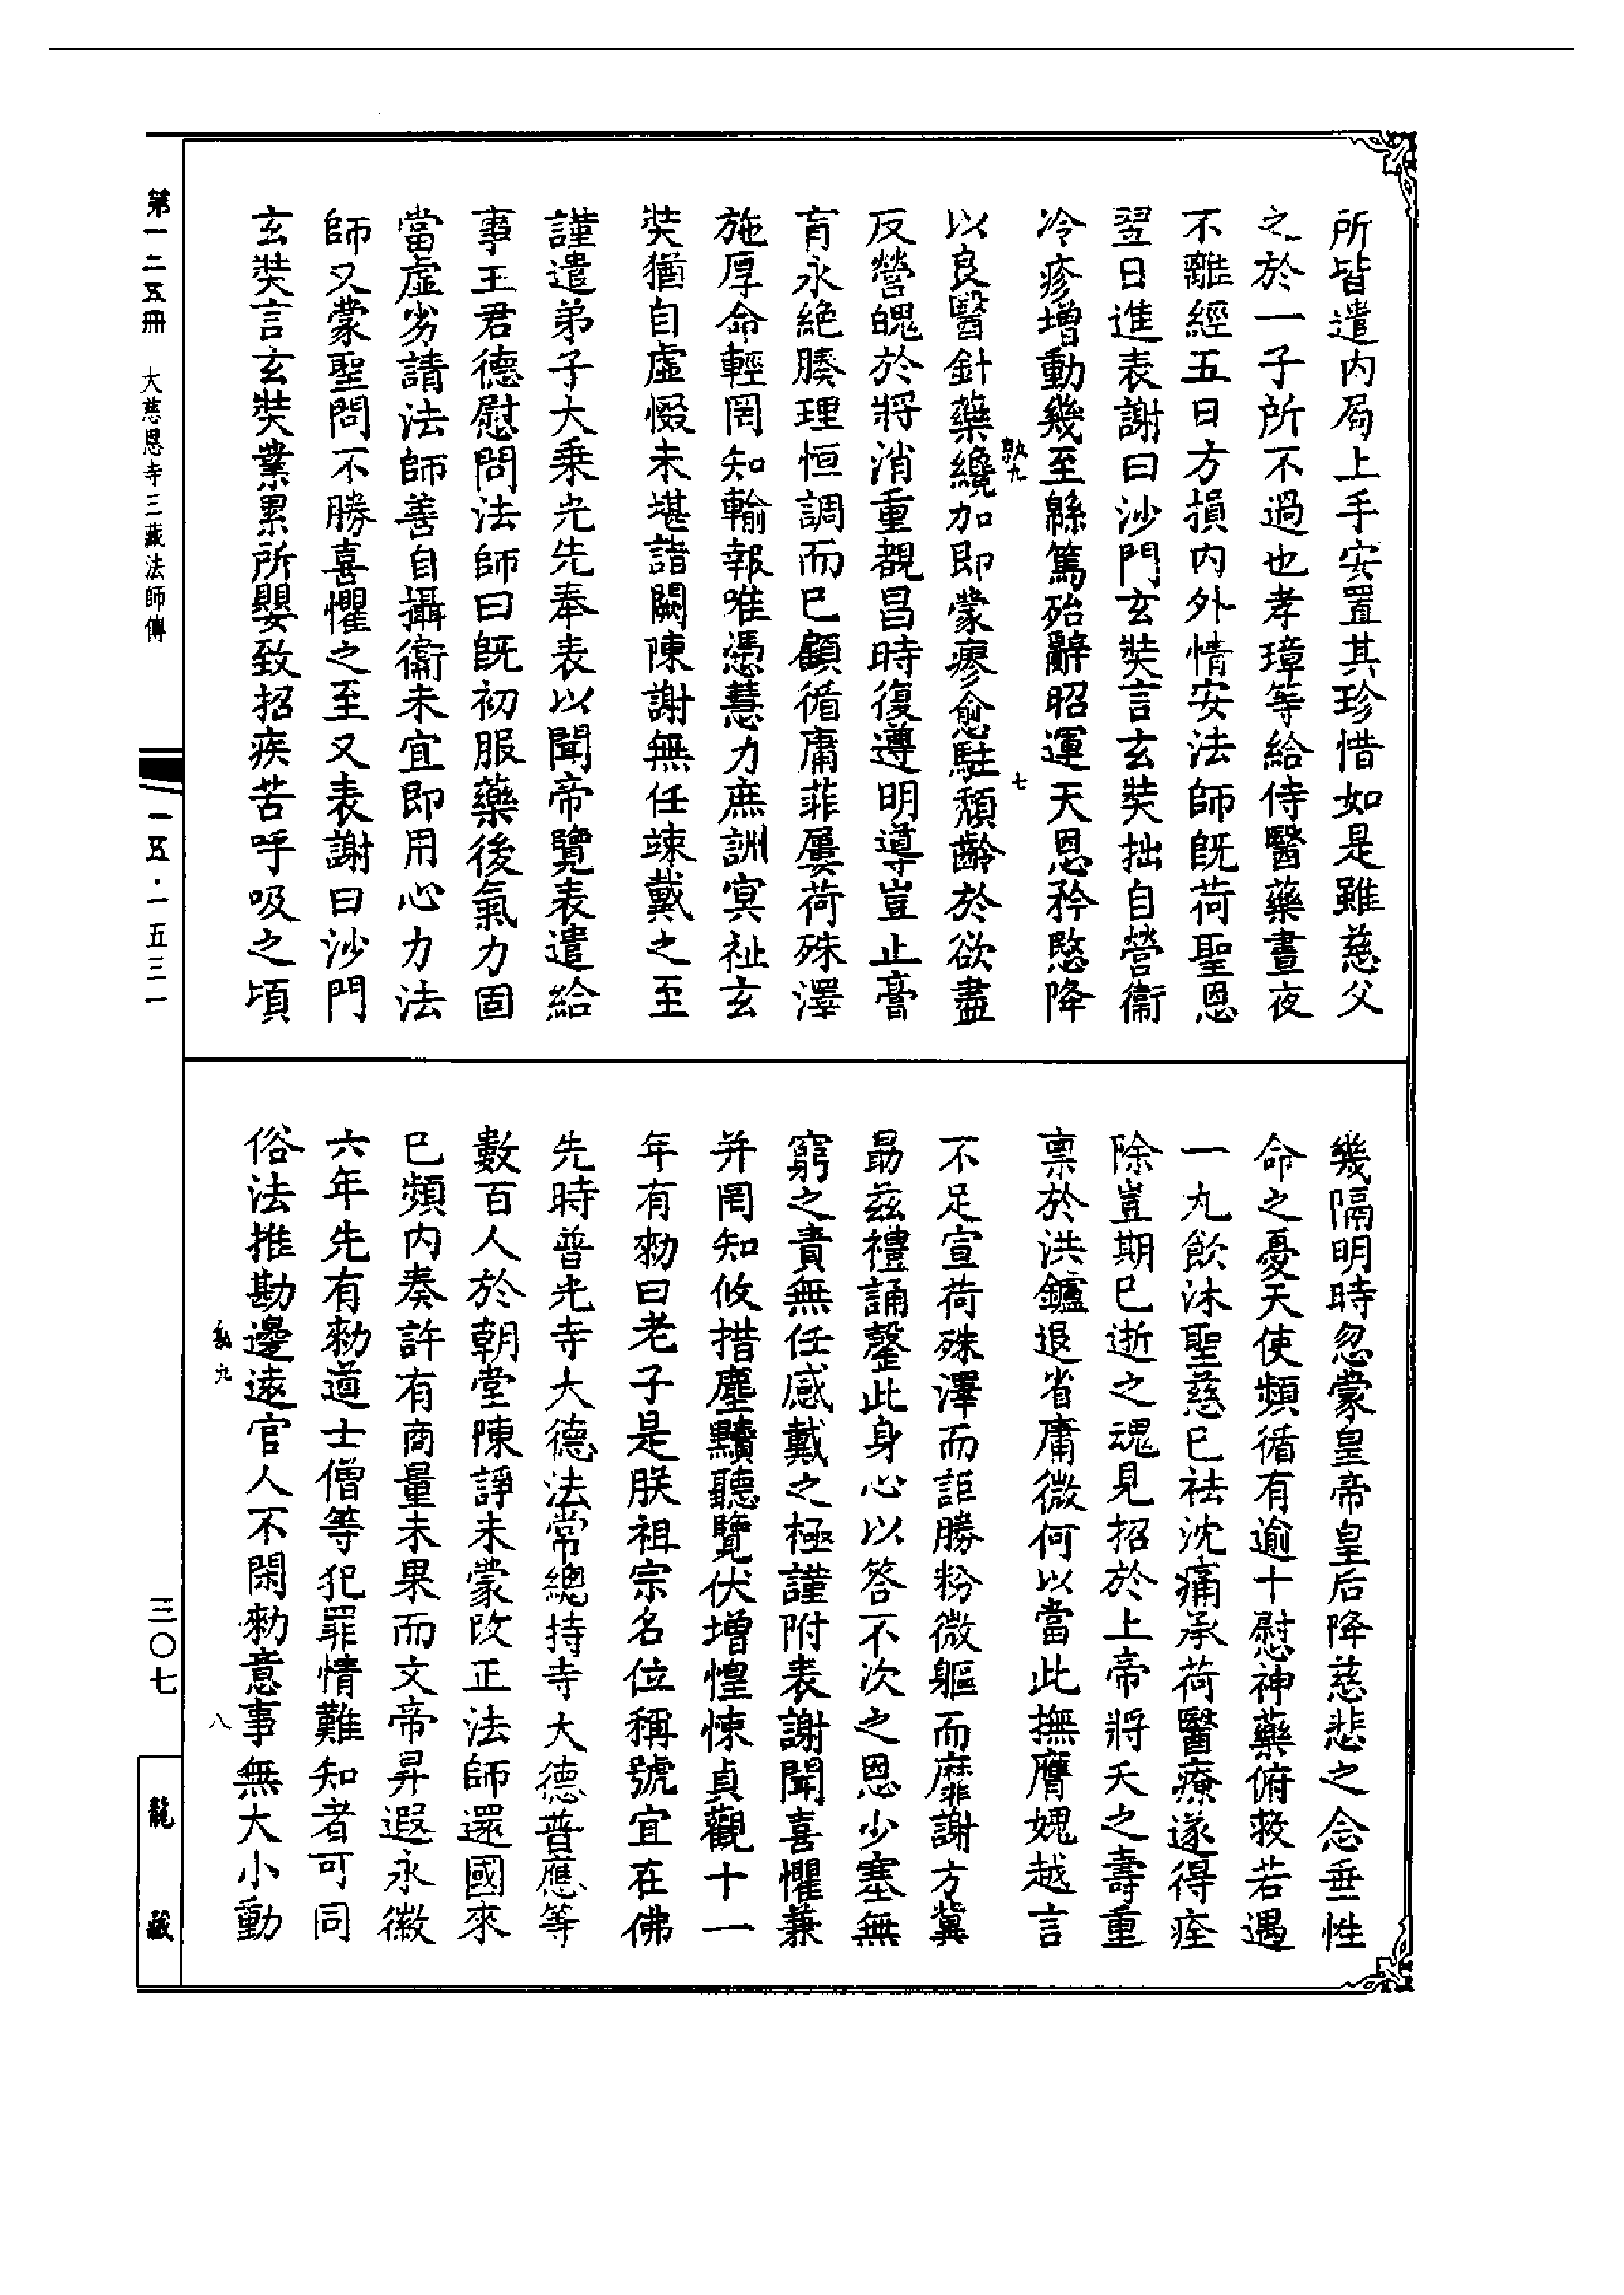 所皆遣内局上手安置其珍惜如是雖慈父
之於一子所不過也孝璋等給侍醫藥晝夜
不離經五日方損内外情安法師旣荷聖恩
翌日進表謝曰沙門玄奘言玄奘拙自營衞
冷疹增動幾至緜篤殆辭昭運天恩矜愍降
以良醫針藥纔加即蒙瘳愈駐頽齡於欲盡
反營魄於將消重覩昌時復遵明導豈止膏
肓永絶腠理恒調而已顧循庸菲屢荷殊澤
施厚命輕罔知輸報唯憑慧力庶詶冥祉玄
奘猶自虛惙未堪詣闕陳謝無任竦戴之至
謹遣弟子大乘光先奉表以聞帝覽表遣給
事王君德慰問法師曰旣初服藥後氣力固
當虛劣請法師善自攝衞未宜即用心力法
師又蒙聖問不勝喜懼之至又表謝曰沙門
玄奘言玄奘業累所嬰致招疾苦呼吸之頃
幾隔明時忽蒙皇帝皇后降慈悲之念垂性
命之憂天使頻循有逾十慰神藥俯救若遇
一丸飲沐聖慈已祛沈痛承荷醫療遂得痊
除豈期已逝之魂見招於上帝將夭之壽重
禀於洪鑪退省庸微何以當此撫膺媿越言
不足宣荷殊澤而詎勝粉微軀而靡謝方冀
勗茲禮誦罄此身心以答不次之恩少塞無
窮之責無任感戴之極謹附表謝聞喜懼兼
并罔知攸措塵黷聽覽伏增惶悚貞觀十一
年有勑曰老子是朕祖宗名位稱號宜在佛
先時普光寺大德法常總持寺大德普應等
數百人於朝堂陳諍未蒙改正法師還國來
已頻内奏許有商量未果而文帝昇遐永徽
六年先有勑道士僧等犯罪情難知者可同
俗法推勘邊遠官人不閑勑意事無大小動
第一二五冊 大慈恩寺三藏法師傳
一五·一五三一
三〇七
龍藏
九
七
九
八